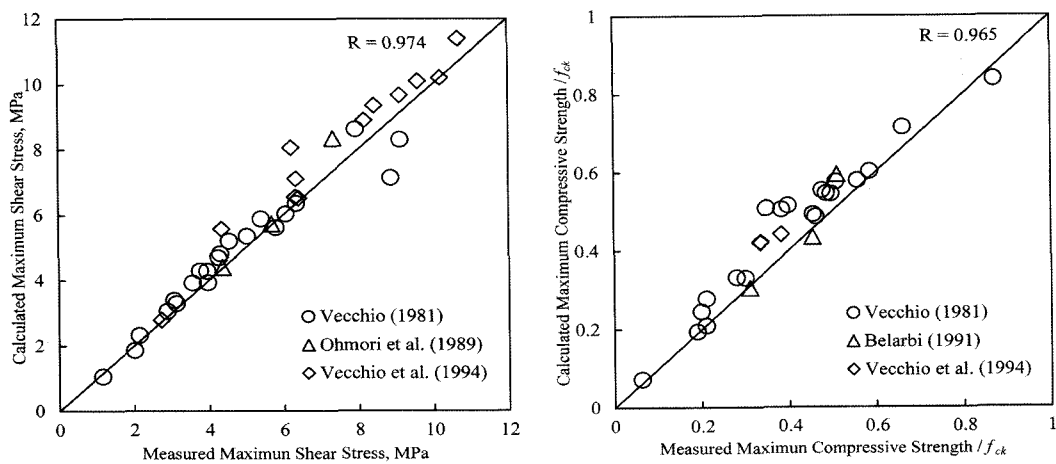 12
10
8
6
4
2
0
0
2
4
6
8
10
12
Calculated Maximum Shear Stress, MPa
Measured Maximun Shear Stress, MPa
R = 0.974
Vecchio (1981)
Ohmori et al. (1989)
Vecchio et al. (1994)
1
0.8
0.6
0.4
0.2
0
0
0.2
0.4
0.6
0.8
1
Calculated Maximum Compressive Strength / fck
Measured Maximun Compressive Strength / fck
R = 0.965
Vecchio (1981)
Belarbi (1991)
Vecchio et al. (1994)